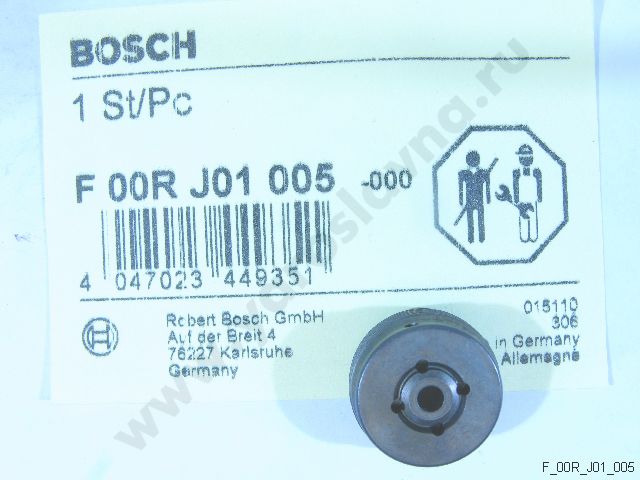 BOSCH
1 St/Pc
F 00R J01 005 -000
4 047023 449351
Robert Bosch GmbH
Auf der Breit 4
76227 Karlsruhe
Germany
015110
306
in Germany
Allemagne
F_00R_J01_005